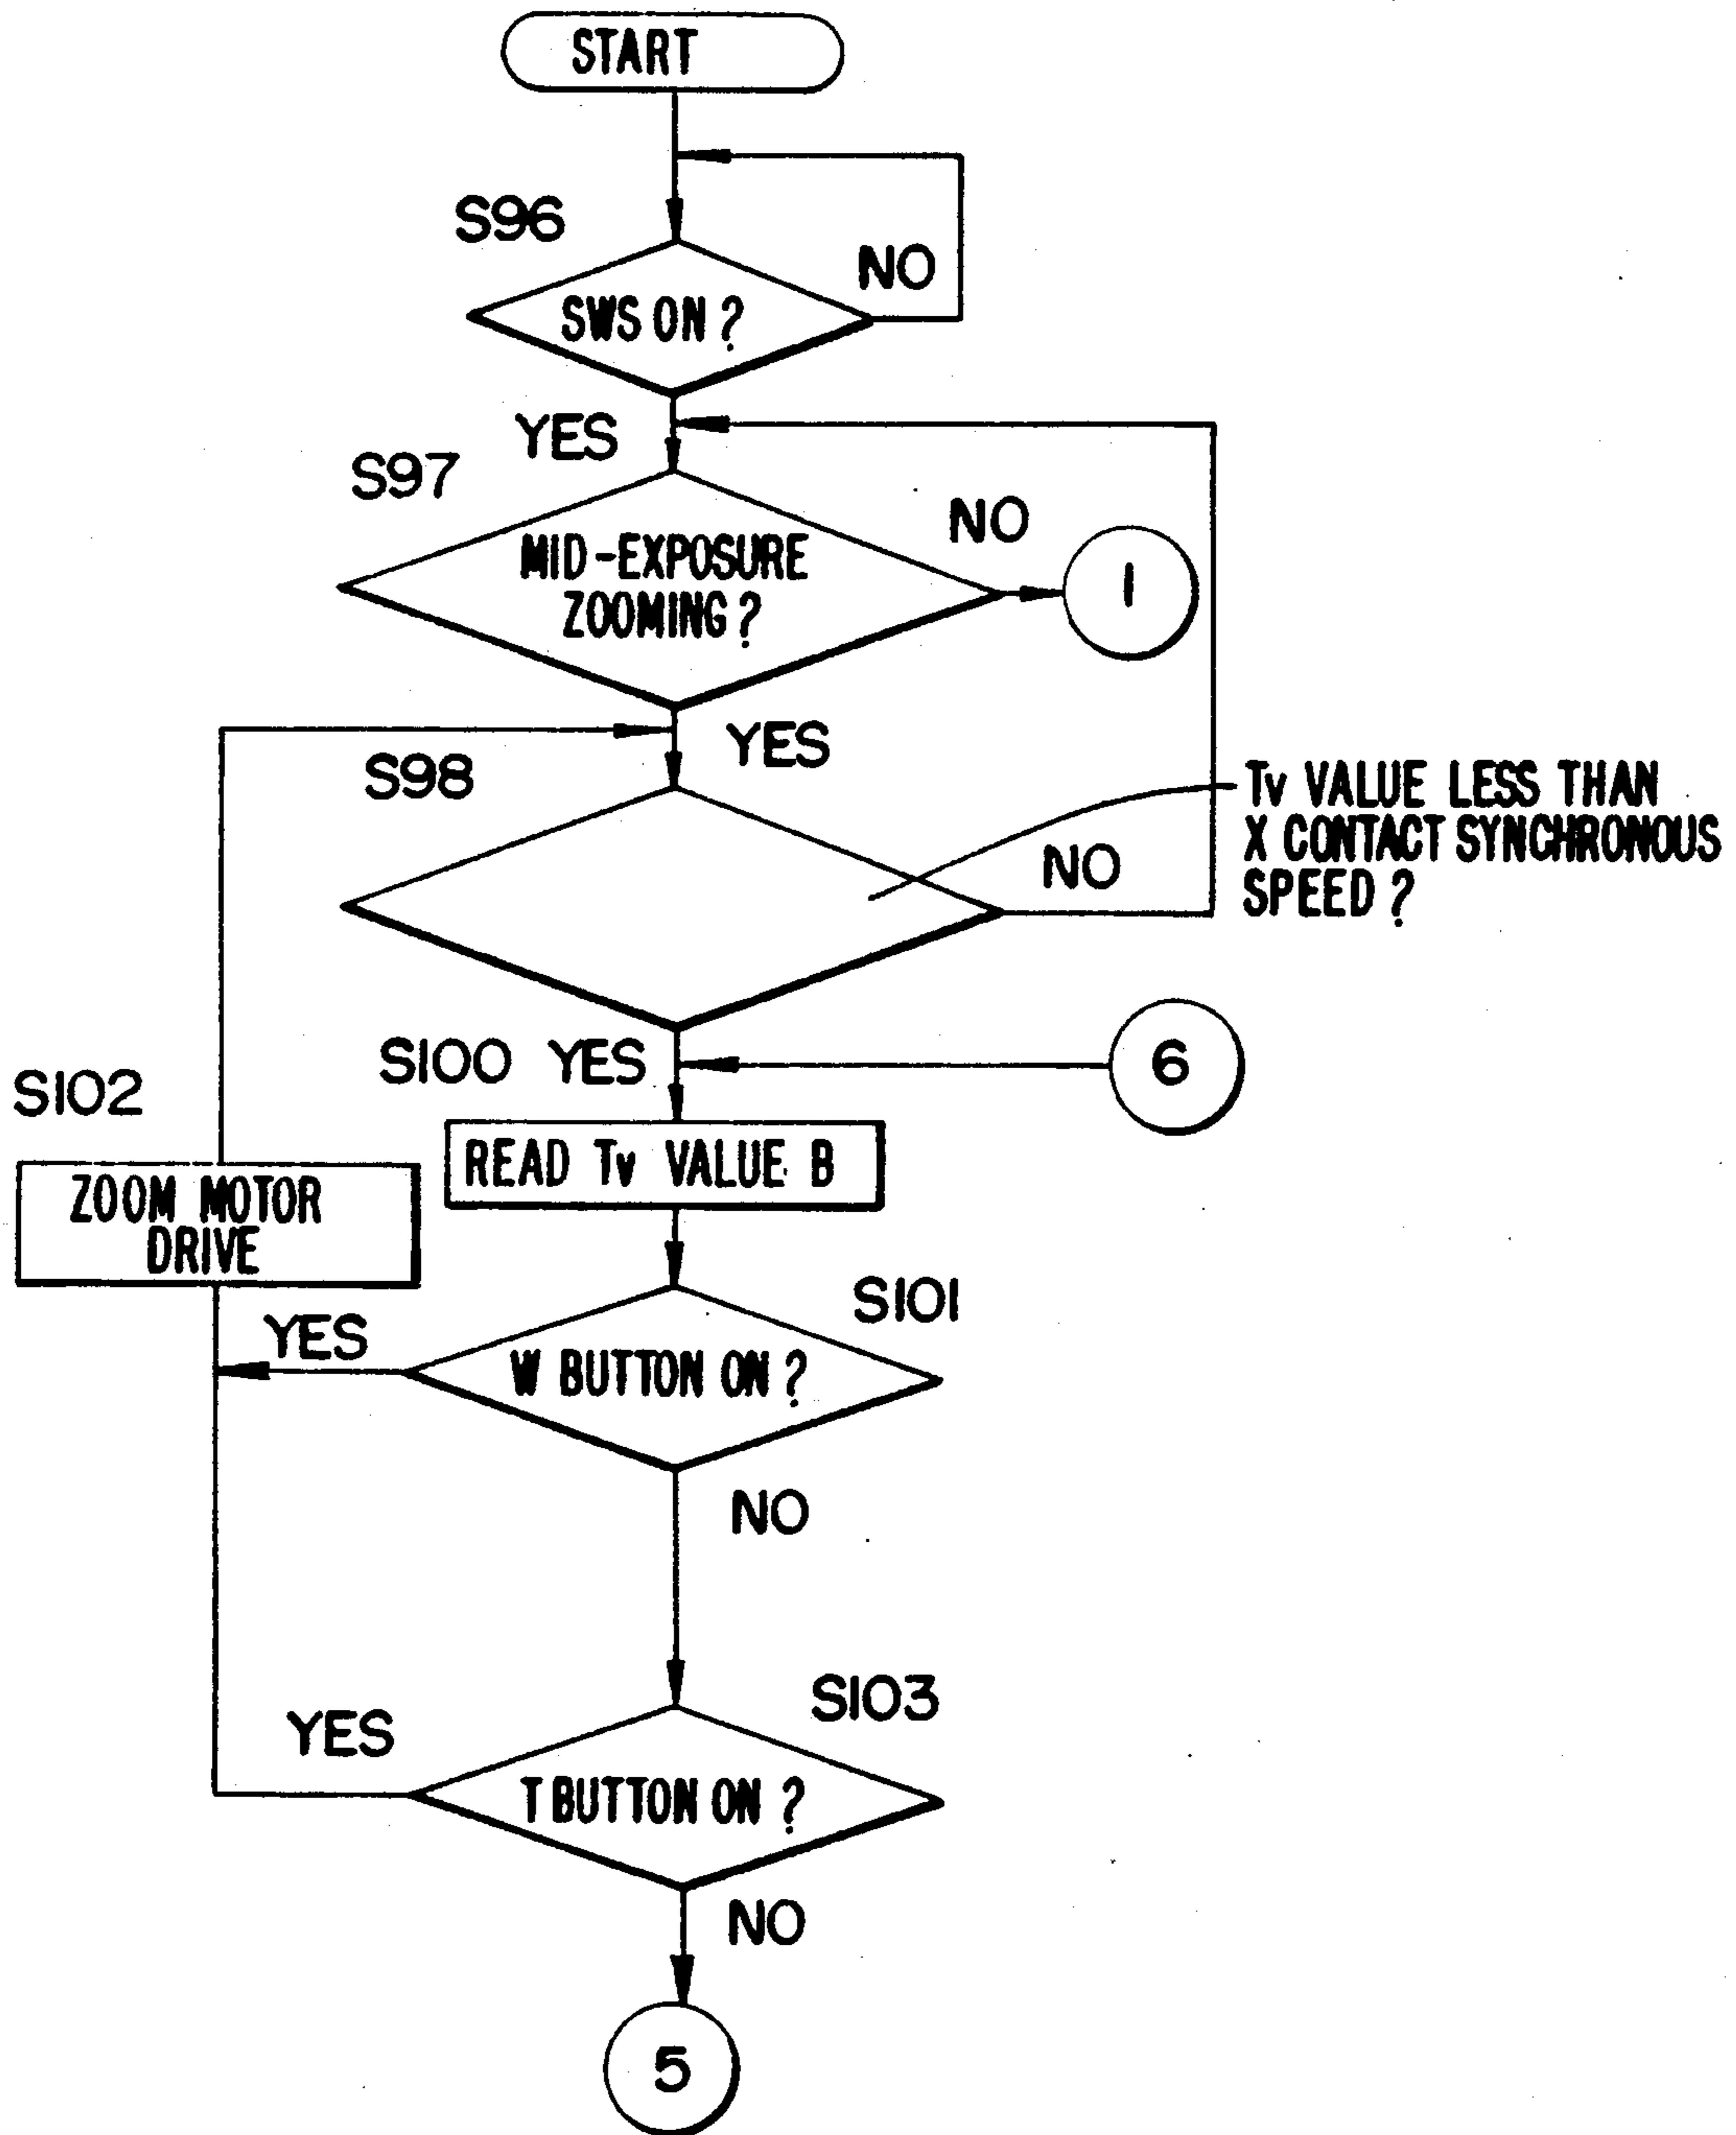 START
S96
NO
SWS ON ?
YES
S97
NO
MID-EXPOSURE
ZOOMING ?
1
YES
S98
Tv VALUE LESS THAN
X CONTACT SYNCHRONOUS
SPEED ?
NO
S100 YES
6
S102
READ Tv VALUE B
ZOOM MOTOR
DRIVE
S101
YES
W BUTTON ON ?
NO
S103
YES
T BUTTON ON ?
NO
5